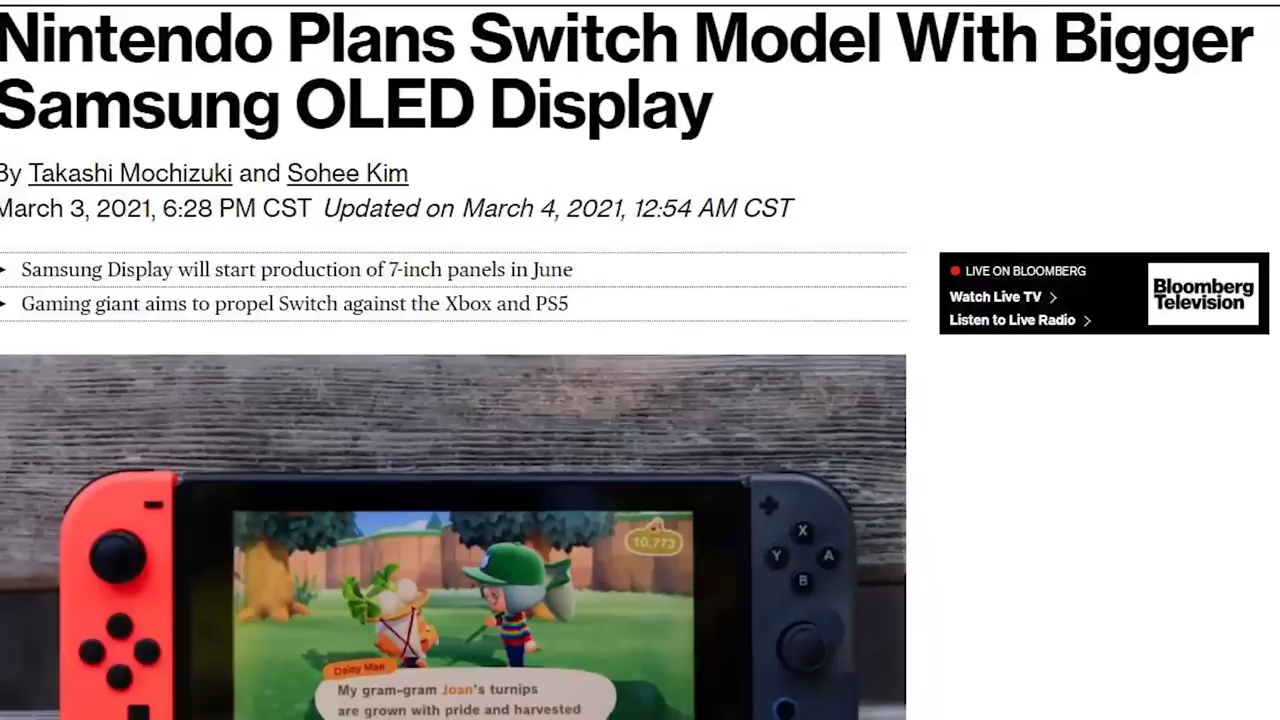 Nintendo Plans Switch Model With Bigger
Samsung OLED Display
By Takashi Mochizuki and Sohee Kim
March 3, 2021, 6:28 PM CST Updated on March 4, 2021, 12:54 AM CST
Samsung Display will start production of 7-inch panels in June
Gaming giant aims to propel Switch against the Xbox and PS5
LIVE ON BLOOMBERG
Watch Live TV
Listen to Live Radio
Bloomberg
Television
10,773
X
Y A
B
Daisy Mae
My gram-gram Joan's turnips
are grown with pride and harvested